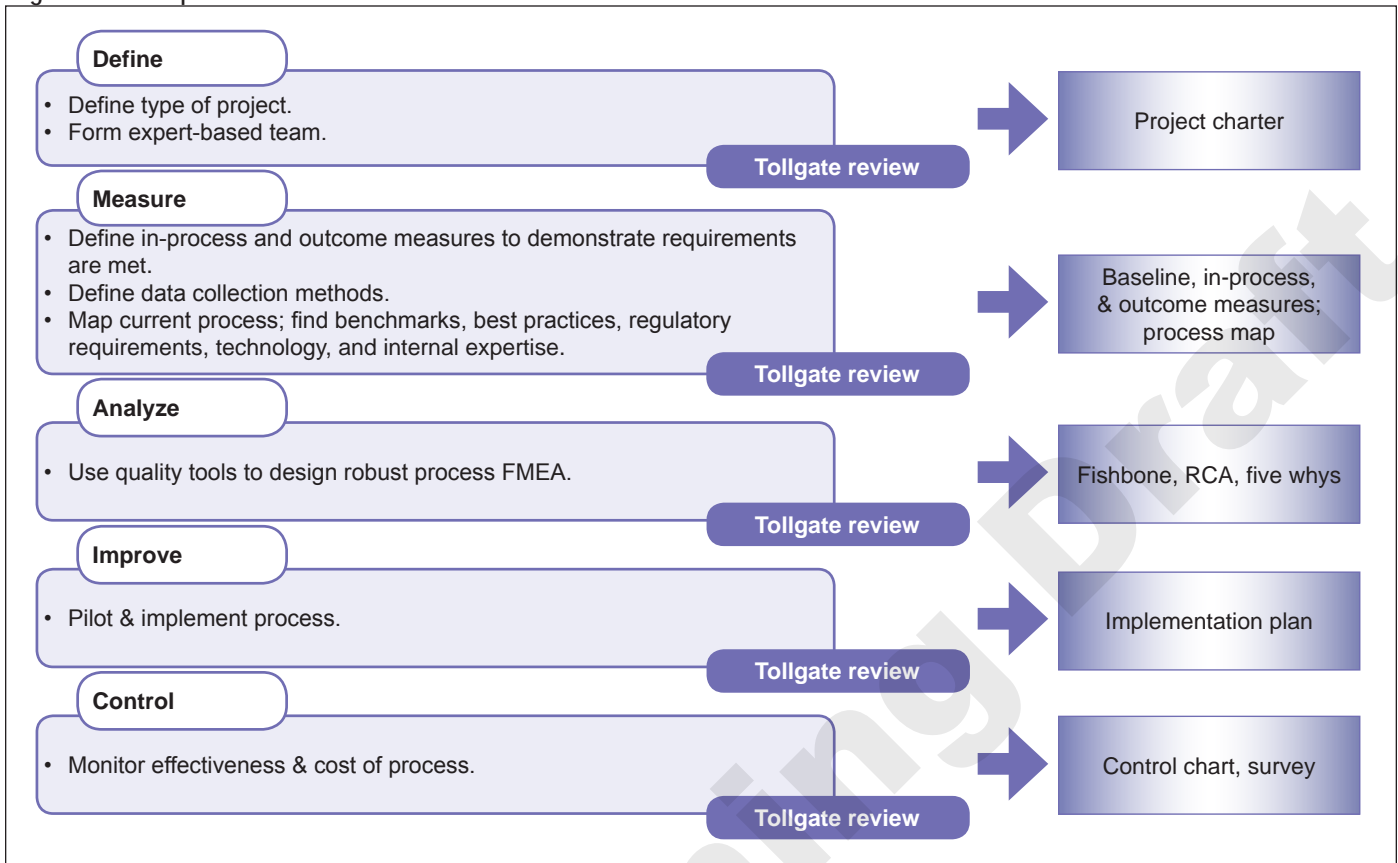 Define
• Define type of project.
• Form expert-based team.
Tollgate review
Project charter
Measure
• Define in-process and outcome measures to demonstrate requirements
are met.
• Define data collection methods.
• Map current process; find benchmarks, best practices, regulatory
requirements, technology, and internal expertise.
Tollgate review
Baseline, in-process,
& outcome measures;
process map
Analyze
• Use quality tools to design robust process FMEA.
Tollgate review
Fishbone, RCA, five whys
Improve
• Pilot & implement process.
Tollgate review
Implementation plan
Control
• Monitor effectiveness & cost of process.
Tollgate review
Control chart, survey
Draft